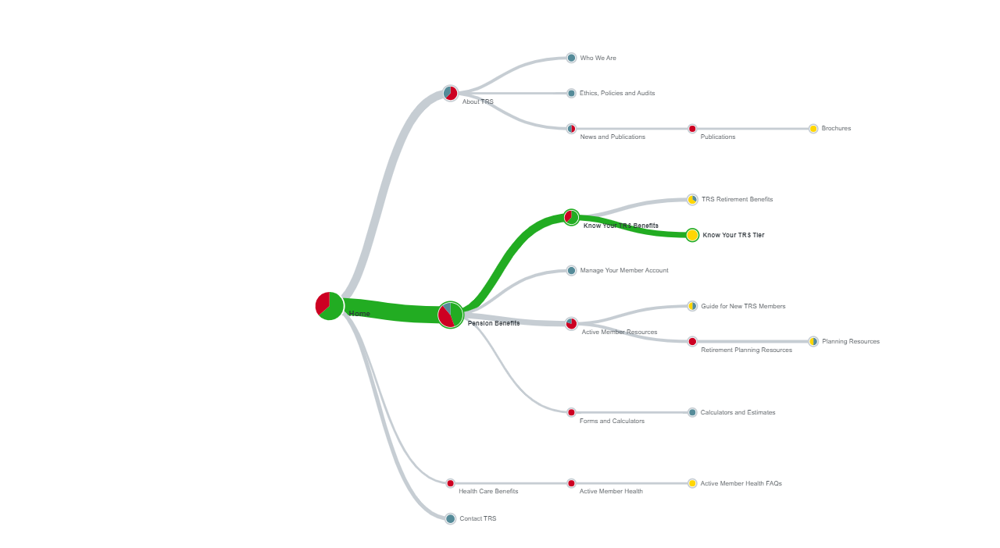 Who We Are
Ethics, Policies and Audits
About TRS
News and Publications
Publications
Brochures
TRS Retirement Benefits
Know Your TRS Benefits
Know Your TRS Tier
Manage Your Member Account
Guide for New TRS Members
Home
Pension Benefits
Active Member Resources
Retirement Planning Resources
Planning Resources
Calculators and Estimates
Forms and Calculators
Health Care Benefits
Active Member Health
Active Member Health FAQs
Contact TRS